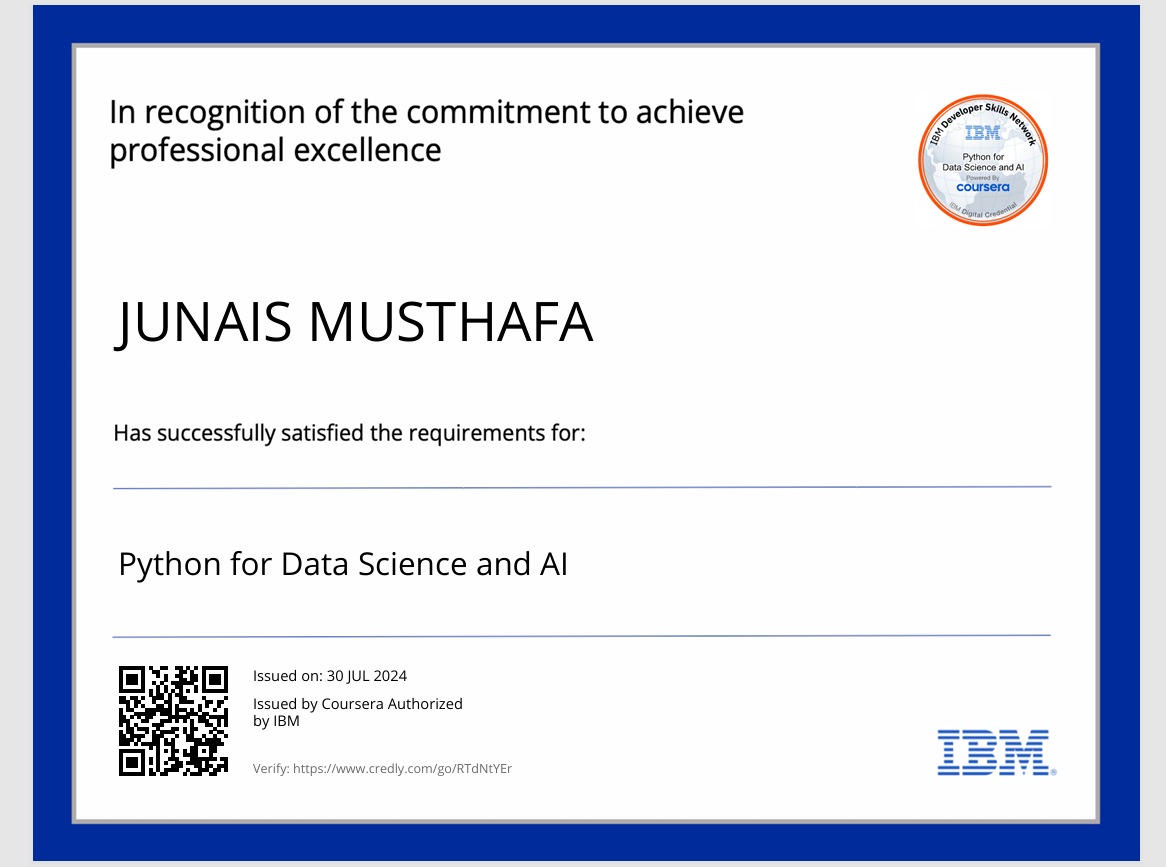 In recognition of the commitment to achieve
professional excellence
IBM Developer Skills Network
IBM
Python for
Data Science and AI
Powered By
coursera
IBM Digital Credential
JUNAIS MUSTHAFA
Has successfully satisfied the requirements for:
Python for Data Science and AI
Issued on: 30 JUL 2024
Issued by Coursera Authorized
by IBM
Verify: https://www.credly.com/go/RTdNtYEr
IBM®